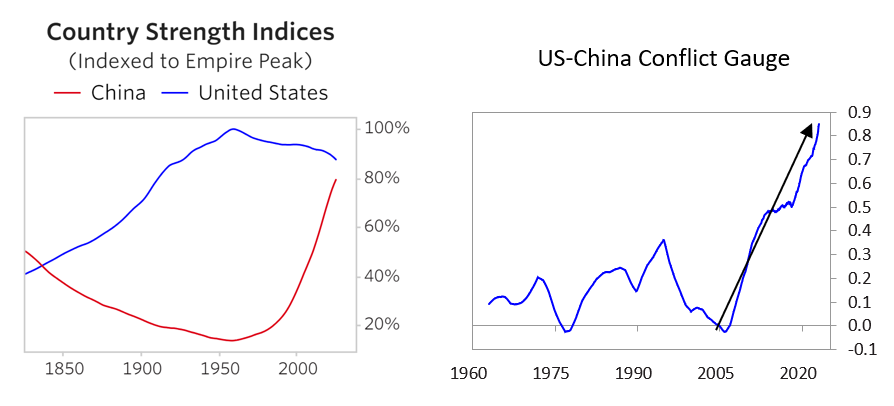 Country Strength Indices
(Indexed to Empire Peak)
China United States
100%
80%
60%
40%
20%
1850 1900 1950 2000
US-China Conflict Gauge
0.9
0.8
0.7
0.6
0.5
0.4
0.3
0.2
0.1
0.0
-0.1
1960 1975 1990 2005 2020